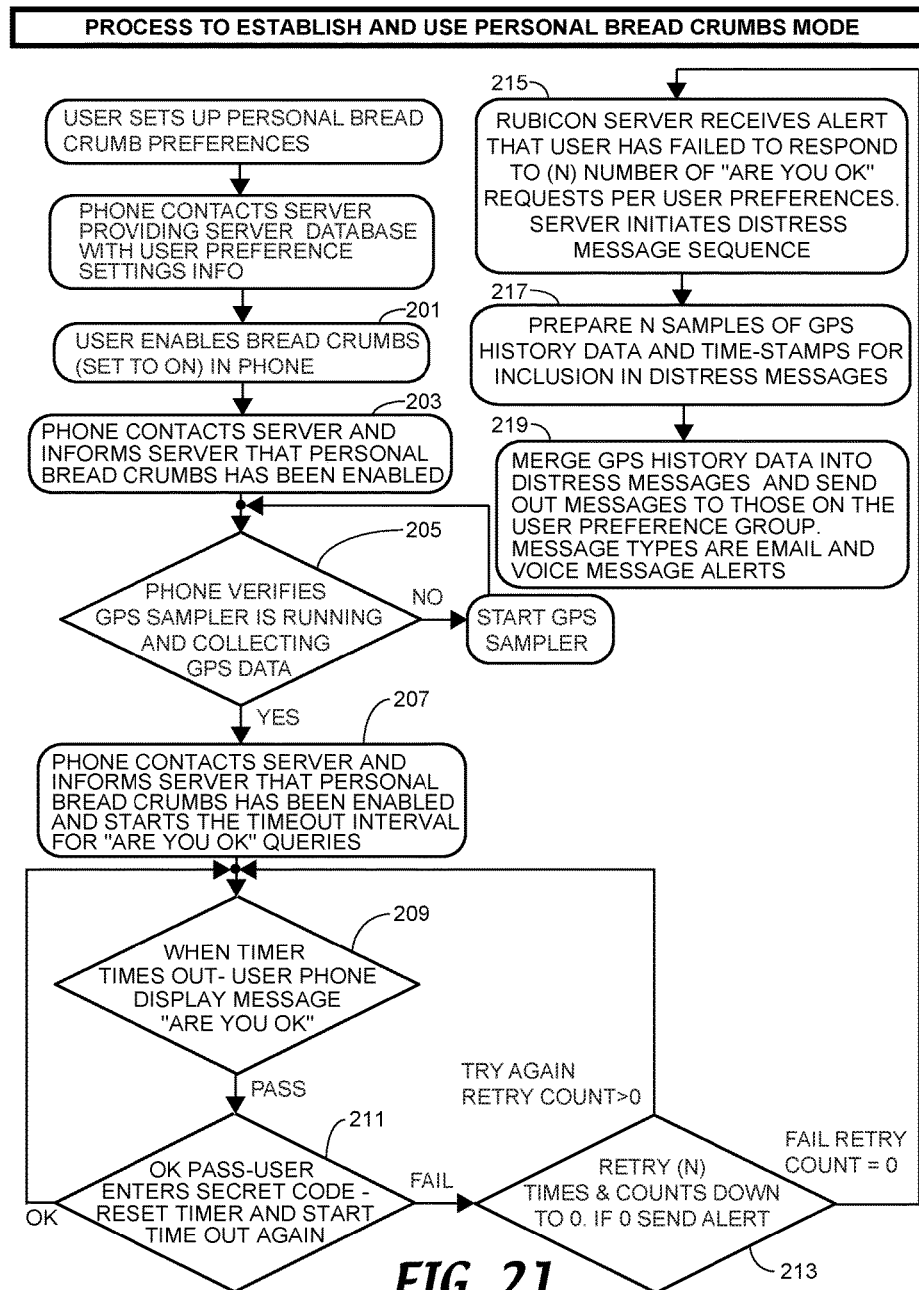 PROCESS TO ESTABLISH AND USE PERSONAL BREAD CRUMBS MODE
USER SETS UP PERSONAL BREAD
CRUMB PREFERENCES
PHONE CONTACTS SERVER
PROVIDING SERVER DATABASE
WITH USER PREFERENCE
SETTINGS INFO
201
USER ENABLES BREAD CRUMBS
(SET TO ON) IN PHONE
203
PHONE CONTACTS SERVER AND
INFORMS SERVER THAT PERSONAL
BREAD CRUMBS HAS BEEN ENABLED
205
PHONE VERIFIES
GPS SAMPLER IS RUNNING
AND COLLECTING
GPS DATA
NO
START GPS
SAMPLER
YES
207
PHONE CONTACTS SERVER AND
INFORMS SERVER THAT PERSONAL
BREAD CRUMBS HAS BEEN ENABLED
AND STARTS THE TIMEOUT INTERVAL
FOR "ARE YOU OK" QUERIES
209
WHEN TIMER
TIMES OUT- USER PHONE
DISPLAY MESSAGE
"ARE YOU OK"
PASS
211
OK PASS-USER
ENTERS SECRET CODE -
RESET TIMER AND START
TIME OUT AGAIN
OK
FAIL
TRY AGAIN
RETRY COUNT>0
RETRY (N)
TIMES & COUNTS DOWN
TO 0. IF 0 SEND ALERT
213
FAIL RETRY
COUNT = 0
215
RUBICON SERVER RECEIVES ALERT
THAT USER HAS FAILED TO RESPOND
TO (N) NUMBER OF "ARE YOU OK"
REQUESTS PER USER PREFERENCES.
SERVER INITIATES DISTRESS
MESSAGE SEQUENCE
217
PREPARE N SAMPLES OF GPS
HISTORY DATA AND TIME-STAMPS FOR
INCLUSION IN DISTRESS MESSAGES
219
MERGE GPS HISTORY DATA INTO
DISTRESS MESSAGES AND SEND
OUT MESSAGES TO THOSE ON THE
USER PREFERENCE GROUP.
MESSAGE TYPES ARE EMAIL AND
VOICE MESSAGE ALERTS
FIG. 21